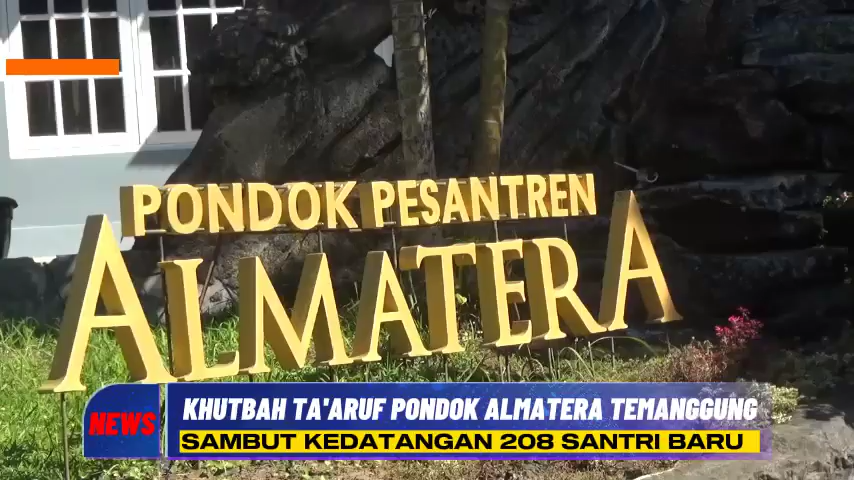 PONDOK PESANTREN
ALMATERA
NEWS
KHUTBAH TA'ARUF PONDOK ALMATERA TEMANGGUNG
SAMBUT KEDATANGAN 208 SANTRI BARU